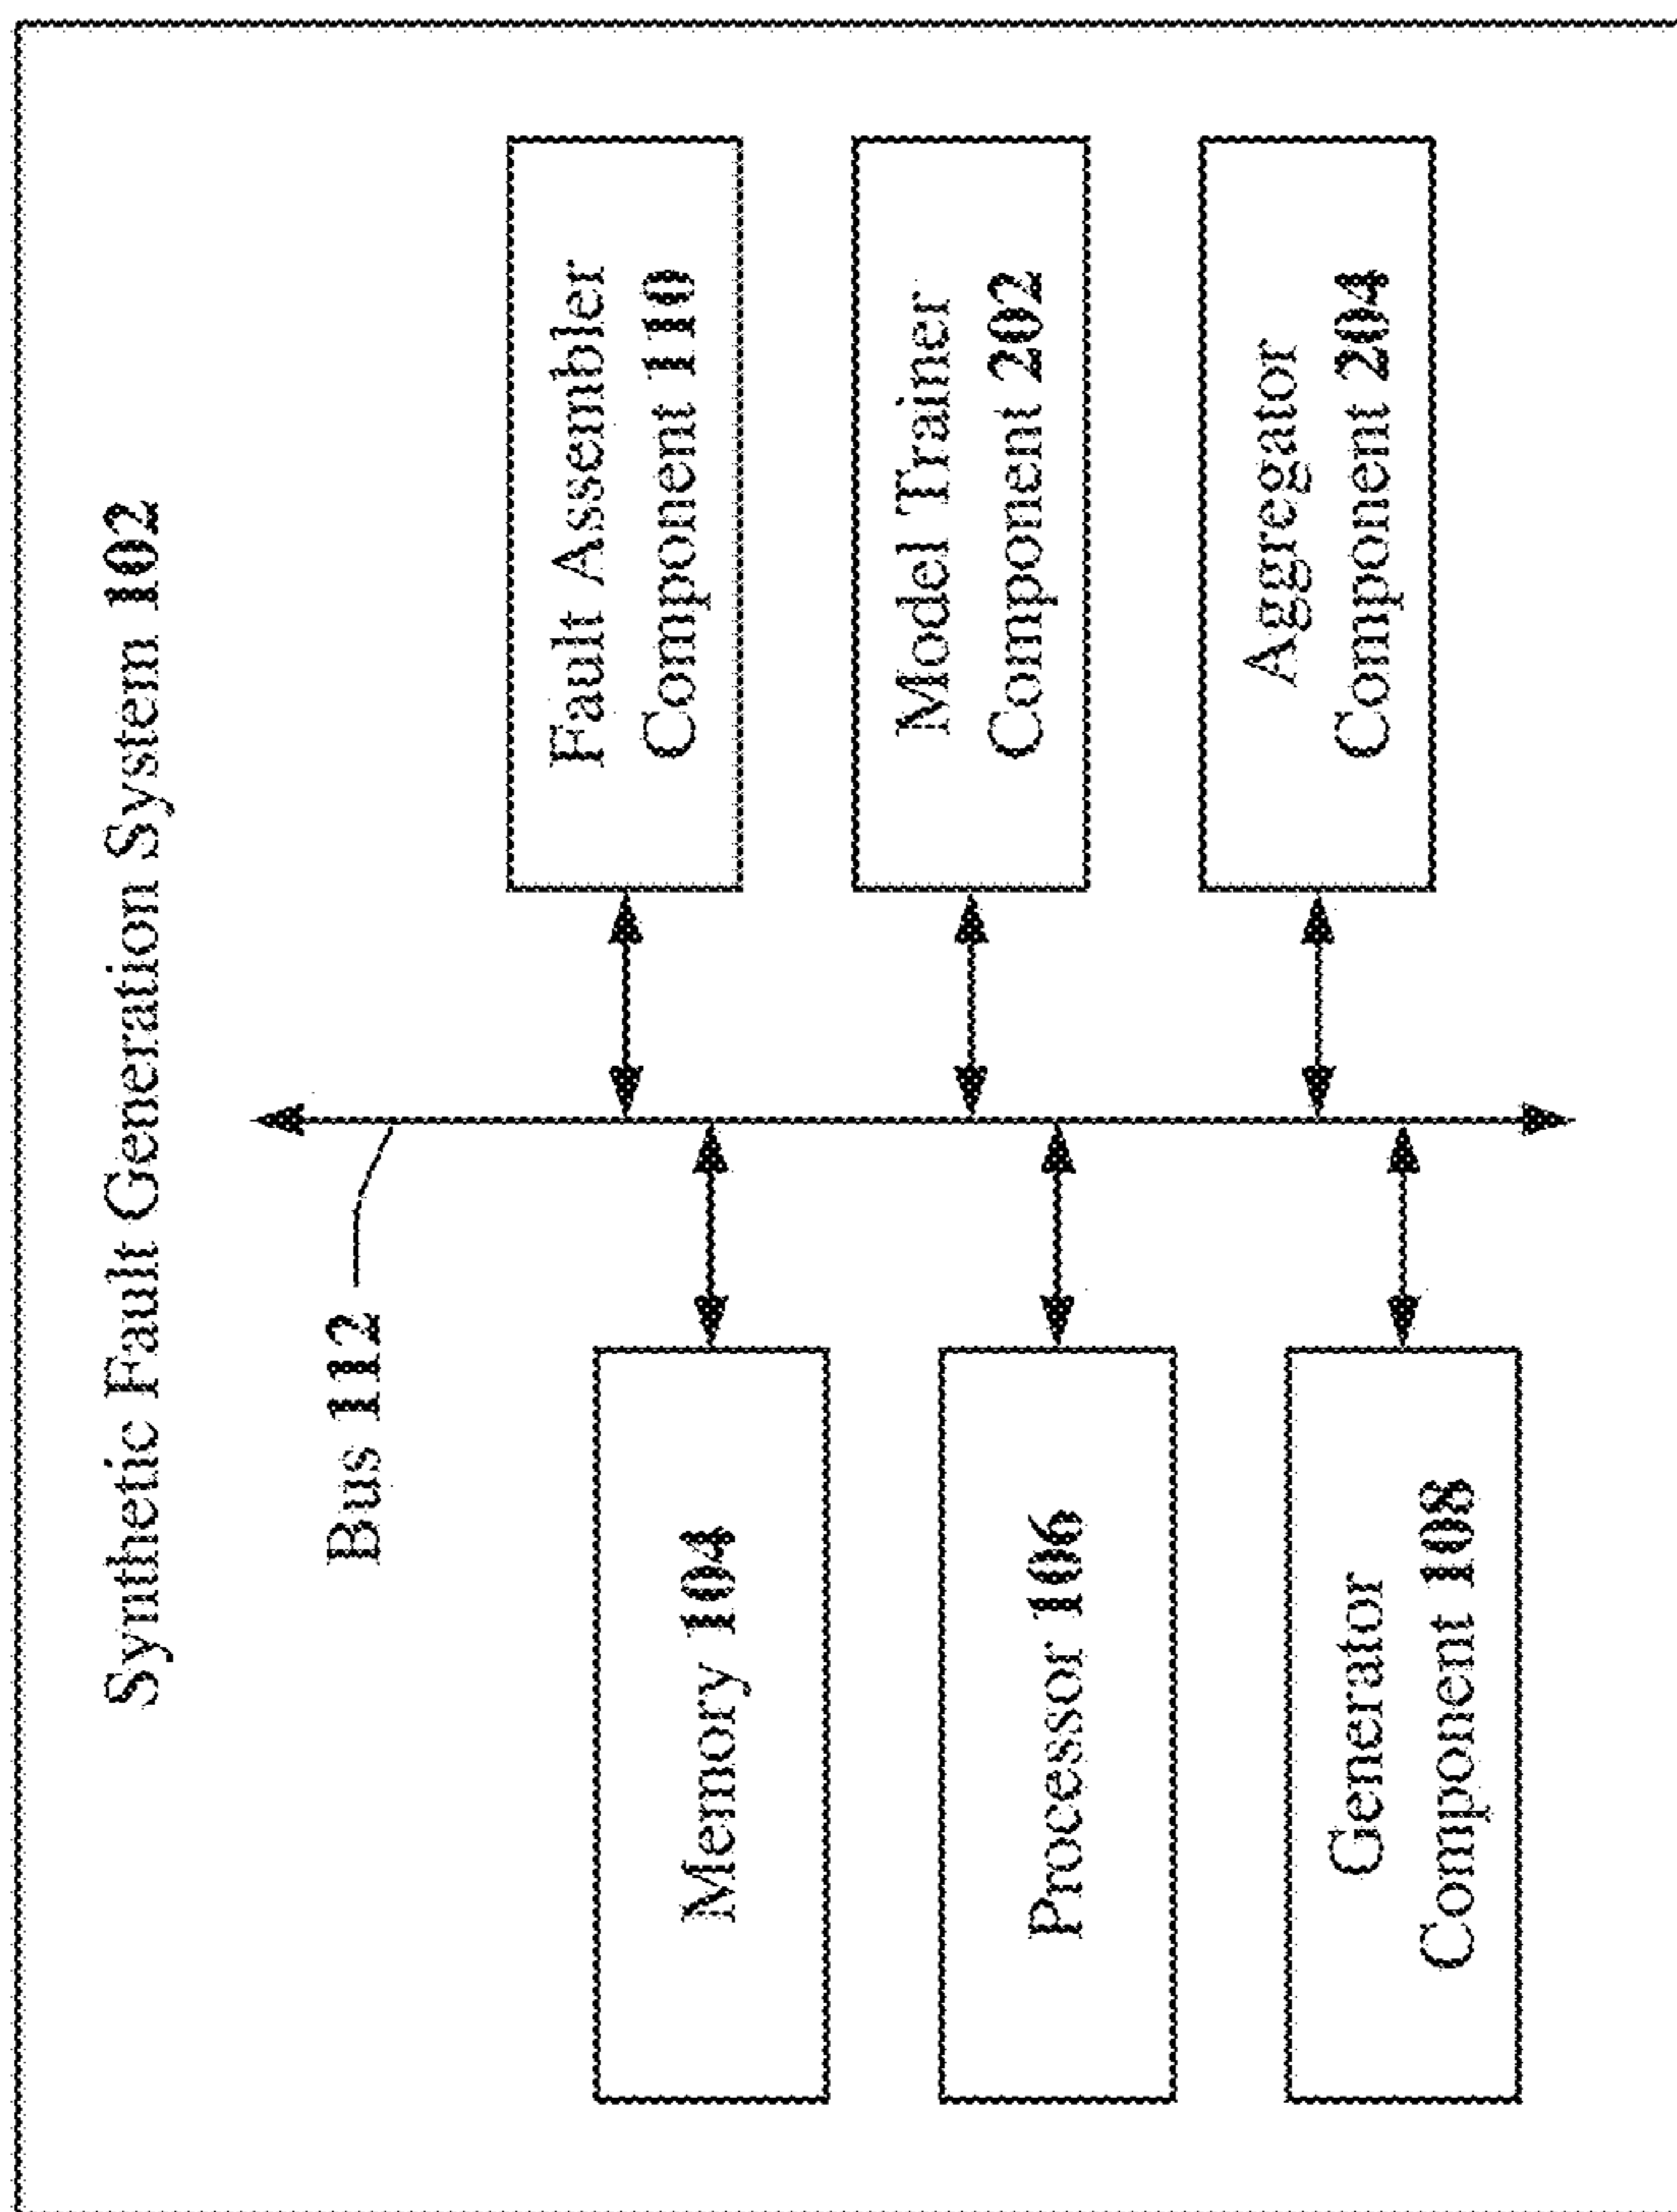 Synthetic Fault Generation System 102
Bus 112
Memory 104
Processor 106
Generator
Component 108
Fault Assembler
Component 110
Model Trainer
Component 202
Aggregator
Component 204